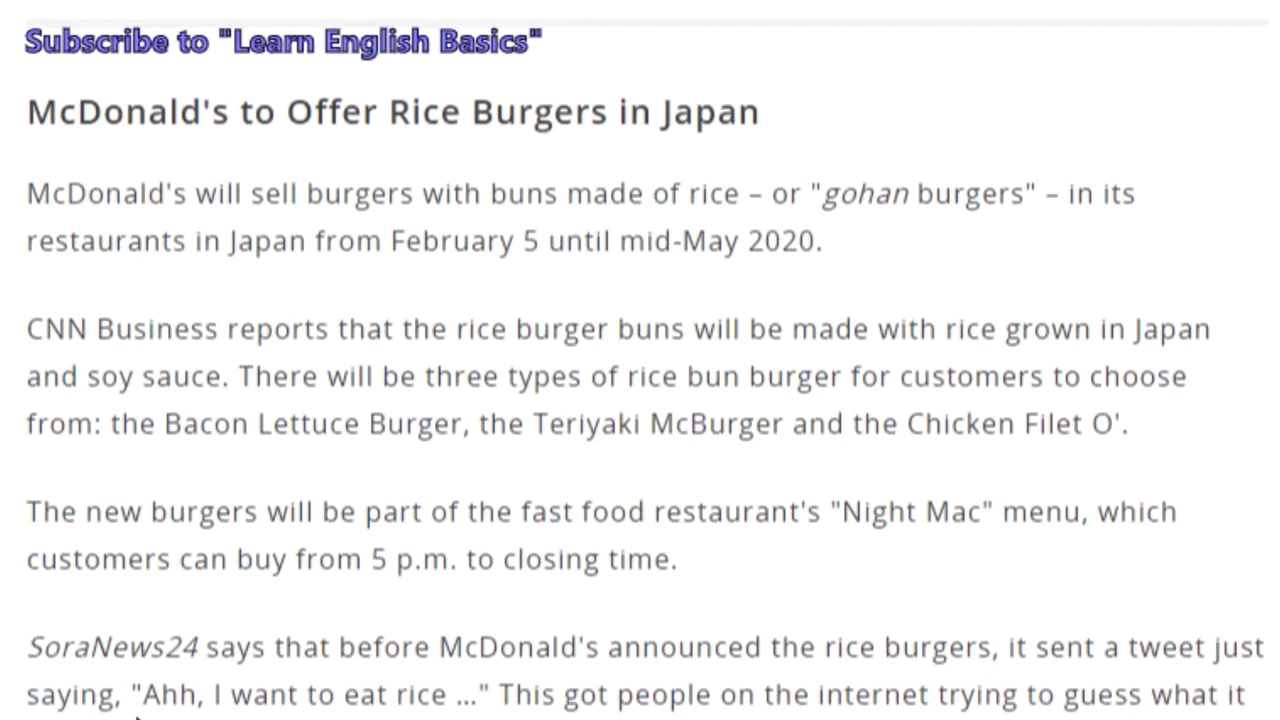 Subscribe to "Learn English Basics"
McDonald's to Offer Rice Burgers in Japan
McDonald's will sell burgers with buns made of rice – or "gohan burgers" – in its
restaurants in Japan from February 5 until mid-May 2020.
CNN Business reports that the rice burger buns will be made with rice grown in Japan
and soy sauce. There will be three types of rice bun burger for customers to choose
from: the Bacon Lettuce Burger, the Teriyaki McBurger and the Chicken Filet O'.
The new burgers will be part of the fast food restaurant's "Night Mac" menu, which
customers can buy from 5 p.m. to closing time.
SoraNews24 says that before McDonald's announced the rice burgers, it sent a tweet just
saying, "Ahh, I want to eat rice ..." This got people on the internet trying to guess what it